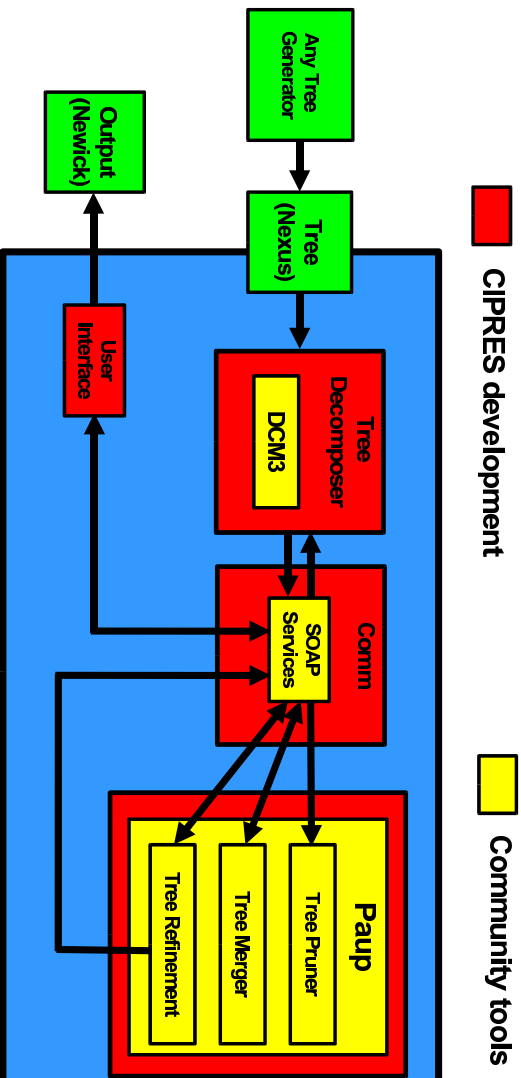 CIPRES development
Community tools
Any Tree
Generator
Tree
(Nexus)
Tree
Decomposer
DCM3
Comm
SOAP
Services
Paup
Tree Pruner
Tree Merger
Tree Refinement
User
Interface
Output
(Newick)